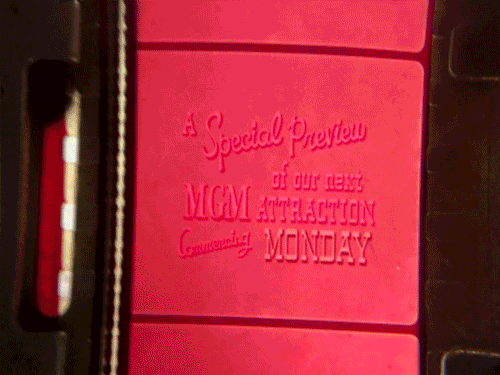 A Special Preview
of our next
MGM ATTRACTION
Commencing MONDAY